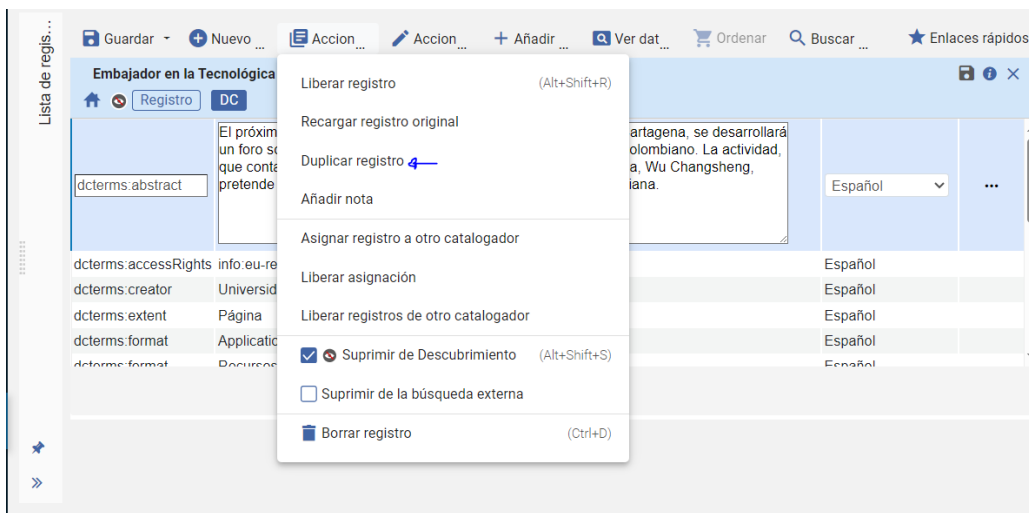 Lista de regis...
Guardar Nuevo ... Accion... Accion... Añadir ... Ver dat... Ordenar Buscar ... Enlaces rápidos
Embajador en la Tecnológica
Registro DC
Liberar registro (Alt+Shift+R)
Recargar registro original
Duplicar registro
Añadir nota
Asignar registro a otro catalogador
Liberar asignación
Liberar registros de otro catalogador
Suprimir de Descubrimiento (Alt+Shift+S)
Suprimir de la búsqueda externa
Borrar registro (Ctrl+D)
dcterms:abstract
El próxim
un foro so
que conta
pretende
artagena, se desarrollará
olombiano. La actividad,
a, Wu Changsheng,
iana.
Español ...
dcterms:accessRights info:eu-re Español
dcterms:creator Universid Español
dcterms:extent Página Español
dcterms:format Applicatio Español
dcterms:format Recursos Español